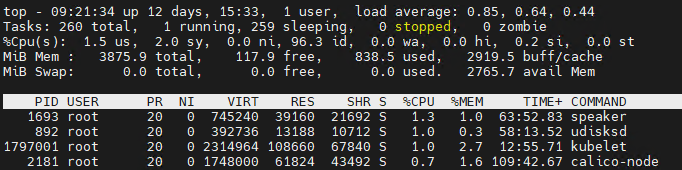 top - 09:21:34 up 12 days, 15:33,  1 user,  load average: 0.85, 0.64, 0.44
Tasks: 260 total,   1 running, 259 sleeping,   0 stopped,   0 zombie
%Cpu(s):  1.5 us,  2.0 sy,  0.0 ni, 96.3 id,  0.0 wa,  0.0 hi,  0.2 si,  0.0 st
MiB Mem :   3875.9 total,    117.9 free,    838.5 used,   2919.5 buff/cache
MiB Swap:      0.0 total,      0.0 free,      0.0 used.   2765.7 avail Mem
PID USER      PR  NI    VIRT    RES    SHR S  %CPU  %MEM     TIME+ COMMAND
1693 root      20   0  745240  39160  21692 S   1.3   1.0  63:52.83 speaker
892 root      20   0  392736  13188  10712 S   1.0   0.3  58:13.52 udisksd
1797001 root      20   0 2314964 108660  67840 S   1.0   2.7  12:55.71 kubelet
2181 root      20   0 1748000  61824  43492 S   0.7   1.6 109:42.67 calico-node